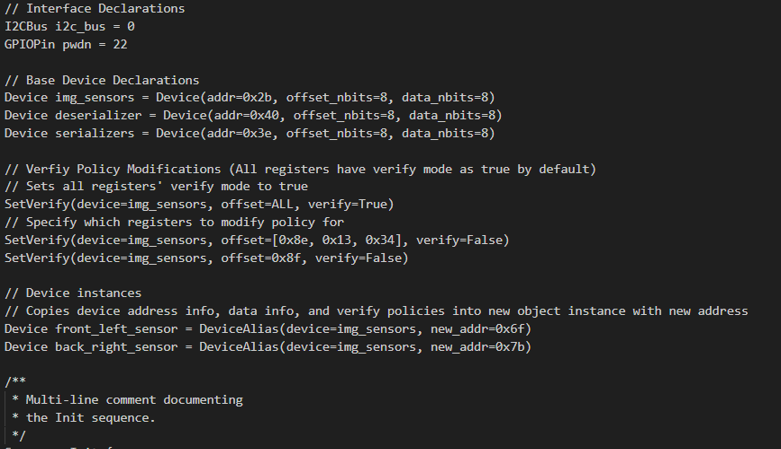 // Interface Declarations
I2CBus i2c_bus = 0
GPIOPin pwdn = 22
// Base Device Declarations
Device img_sensors = Device(addr=0x2b, offset_nbits=8, data_nbits=8)
Device deserializer = Device(addr=0x40, offset_nbits=8, data_nbits=8)
Device serializers = Device(addr=0x3e, offset_nbits=8, data_nbits=8)
// Verfiy Policy Modifications (All registers have verify mode as true by default)
// Sets all registers' verify mode to true
SetVerify(device=img_sensors, offset=ALL, verify=True)
// Specify which registers to modify policy for
SetVerify(device=img_sensors, offset=[0x8e, 0x13, 0x34], verify=False)
SetVerify(device=img_sensors, offset=0x8f, verify=False)
// Device instances
// Copies device address info, data info, and verify policies into new object instance with new address
Device front_left_sensor = DeviceAlias(device=img_sensors, new_addr=0x6f)
Device back_right_sensor = DeviceAlias(device=img_sensors, new_addr=0x7b)
/**
* Multi-line comment documenting
* the Init sequence.
*/